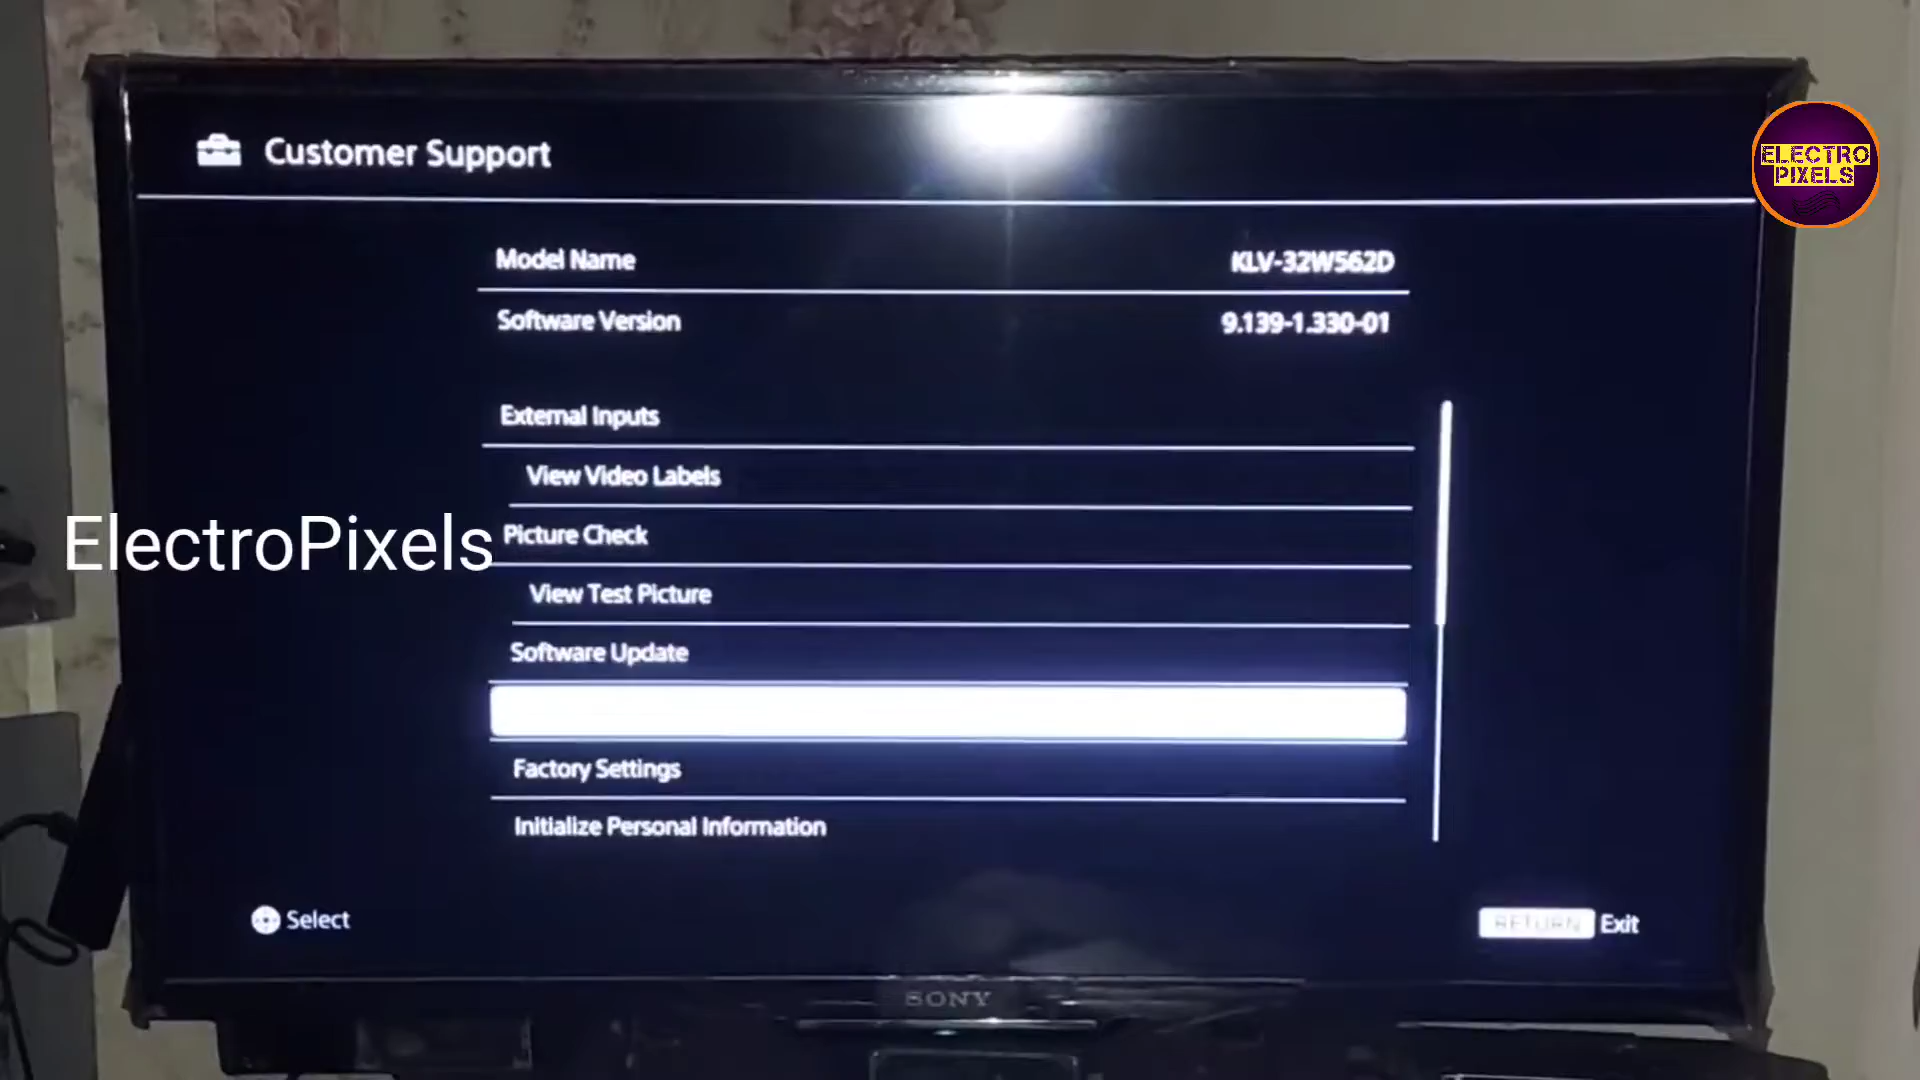 Customer Support
ELECTRO
PIXELS
Model Name KLV-32W562D
Software Version 9.139-1.330-01
External Inputs
View Video Labels
ElectroPixels
Picture Check
View Test Picture
Software Update
Factory Settings
Initialize Personal Information
Select
RETURN Exit
SONY